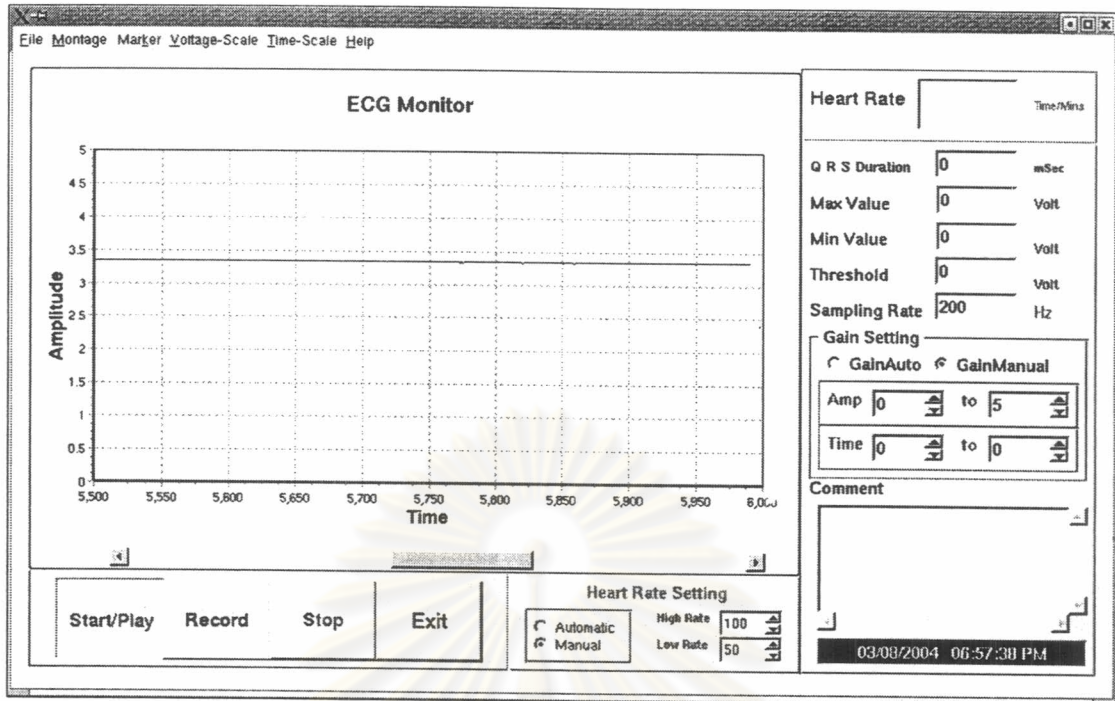 File Montage Marker Voltage-Scale Time-Scale Help
ECG Monitor
Amplitude
5
4.5
4
3.5
3
2.5
2
1.5
1
0.5
0
5,500 5,550 5,600 5,650 5,700 5,750 5,800 5,850 5,900 5,950
Time
Start/Play Record Stop Exit
Heart Rate Setting
Automatic
Manual
High Rate 100
Low Rate 50
Heart Rate Time/Mins
Q R S Duration 0 mSec
Max Value 0 Volt
Min Value 0 Volt
Threshold 0 Volt
Sampling Rate 200 Hz
Gain Setting
GainAuto GainManual
Amp 0 to 5
Time 0 to 0
Comment
03/08/2004 06:57:38 PM